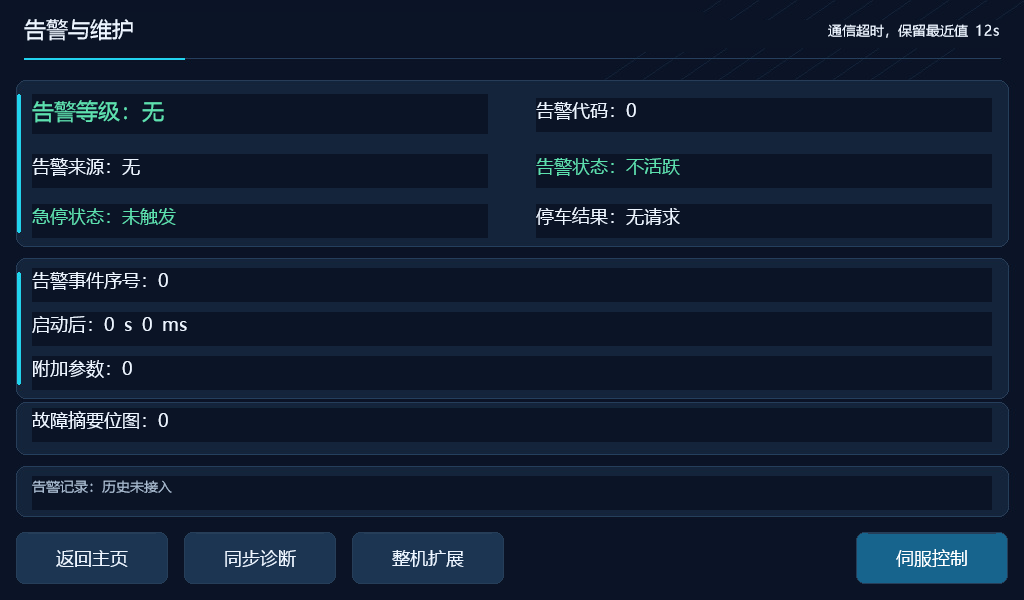 告警与维护
通信超时，保留最近值 12s
告警等级：无
告警代码：0
告警来源：无
告警状态：不活跃
急停状态：未触发
停车结果：无请求
告警事件序号：0
启动后：0 s 0 ms
附加参数：0
故障摘要位图：0
告警记录：历史未接入
返回主页
同步诊断
整机扩展
伺服控制